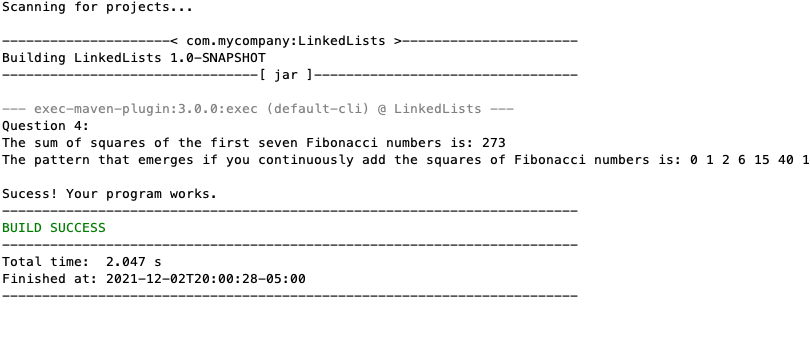 Scanning for projects...
---------------------< com.mycompany:LinkedLists >----------------------
Building LinkedLists 1.0-SNAPSHOT
--------------------------------[ jar ]---------------------------------
--- exec-maven-plugin:3.0.0:exec (default-cli) @ LinkedLists ---
Question 4:
The sum of squares of the first seven Fibonacci numbers is: 273
The pattern that emerges if you continuously add the squares of Fibonacci numbers is: 0 1 2 6 15 40 1
Sucess! Your program works.
------------------------------------------------------------------------
BUILD SUCCESS
------------------------------------------------------------------------
Total time:  2.047 s
Finished at: 2021-12-02T20:00:28-05:00
------------------------------------------------------------------------